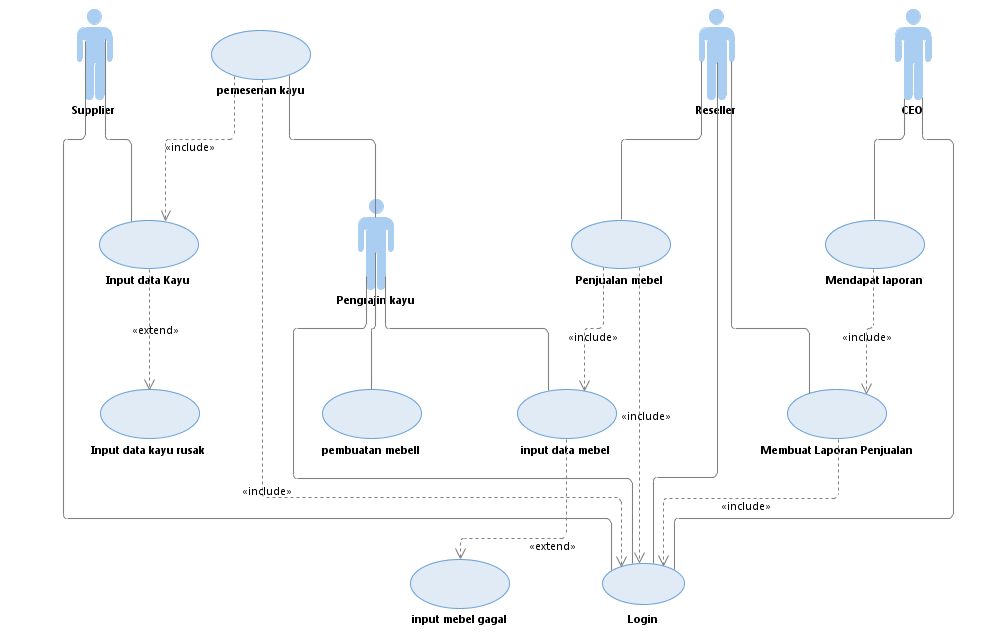 pemesenan kayu
Supplier
Reseller
CEO
«include»
Input data Kayu
Penjualan mebel
Mendapat laporan
Pengrajin kayu
«extend»
«include»
«include»
«include»
Input data kayu rusak
pembuatan mebell
input data mebel
Membuat Laporan Penjualan
«include»
«include»
«extend»
input mebel gagal
Login